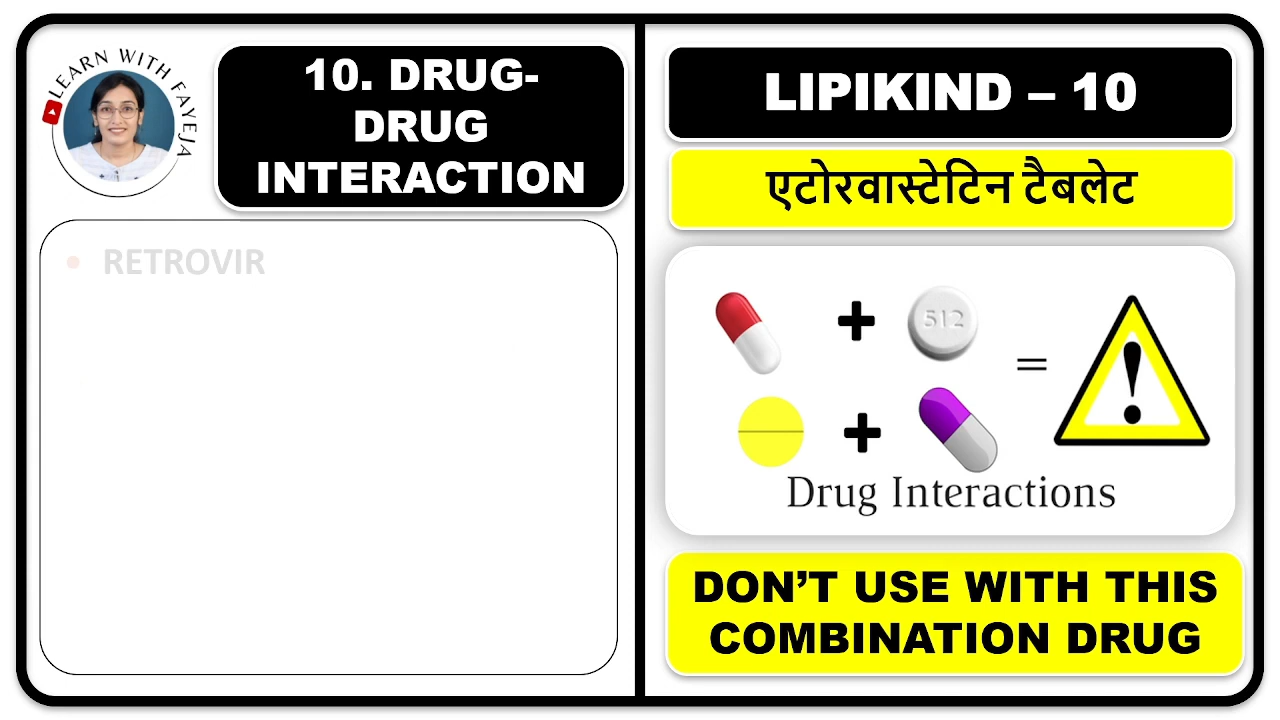 LEARN WITH FAYEJA
10. DRUG-
DRUG
INTERACTION
• RETROVIR
LIPIKIND – 10
एटोरवास्टेटिन टैबलेट
512
Drug Interactions
DON’T USE WITH THIS
COMBINATION DRUG